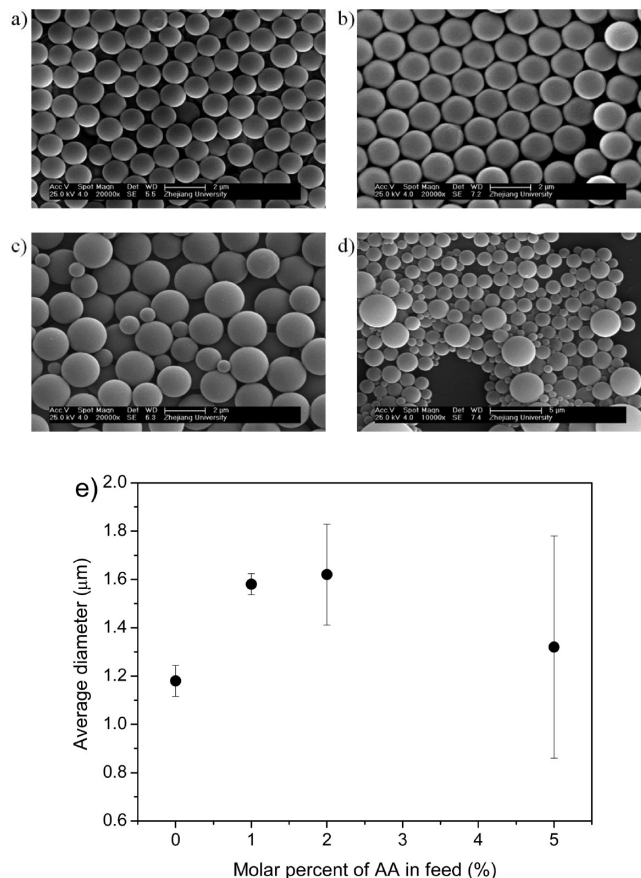 a)
b)
Acc.V Spot Magn Det WD 2 µm
25.0 kV 4.0 20000x SE 5.5 Zhejiang University
Acc.V Spot Magn Det WD 2 µm
25.0 kV 4.0 20000x SE 7.2 Zhejiang University
c)
d)
Acc.V Spot Magn Det WD 2 µm
25.0 kV 4.0 20000x SE 6.3 Zhejiang University
Acc.V Spot Magn Det WD 5 µm
25.0 kV 4.0 10000x SE 7.4 Zhejiang University
e)
2.0
1.8
1.6
1.4
1.2
1.0
0.8
0.6
Average diameter (µm)
0 1 2 3 4 5
Molar percent of AA in feed (%)